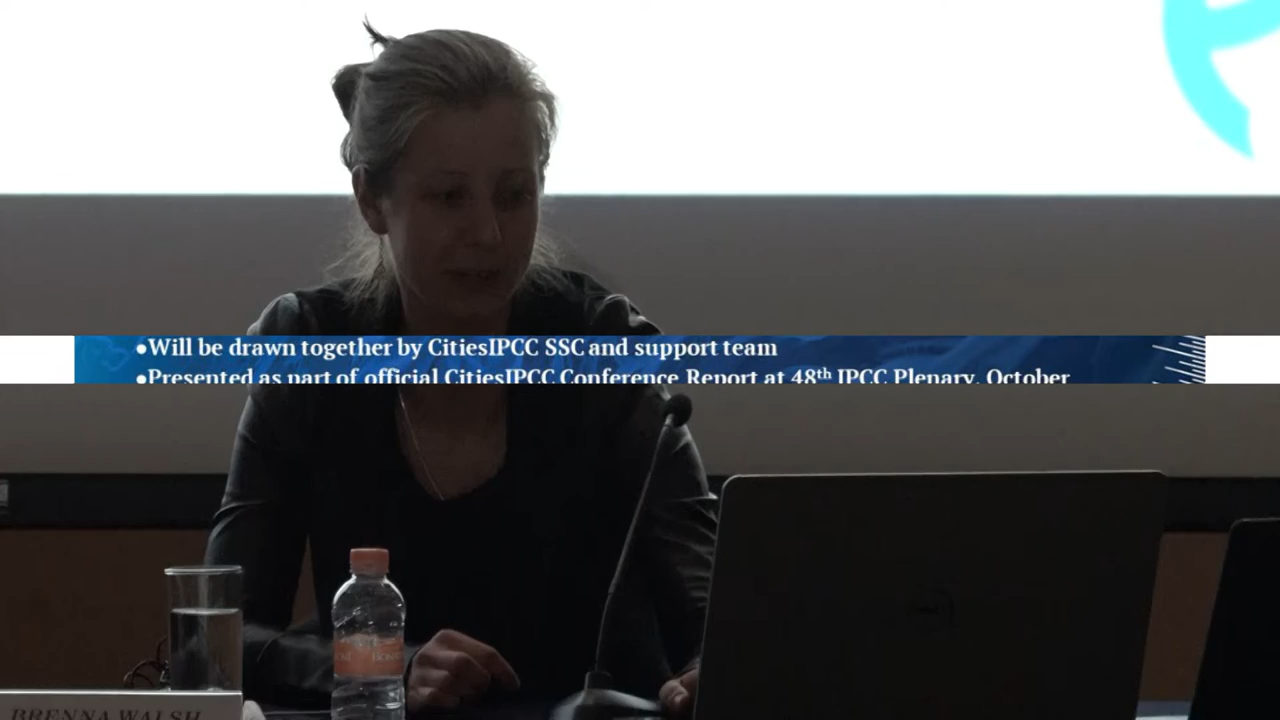 •Will be drawn together by CitiesIPCC SSC and support team
•Presented as part of official CitiesIPCC Conference Report at 48th IPCC Plenary, October
BRENNA WALSH